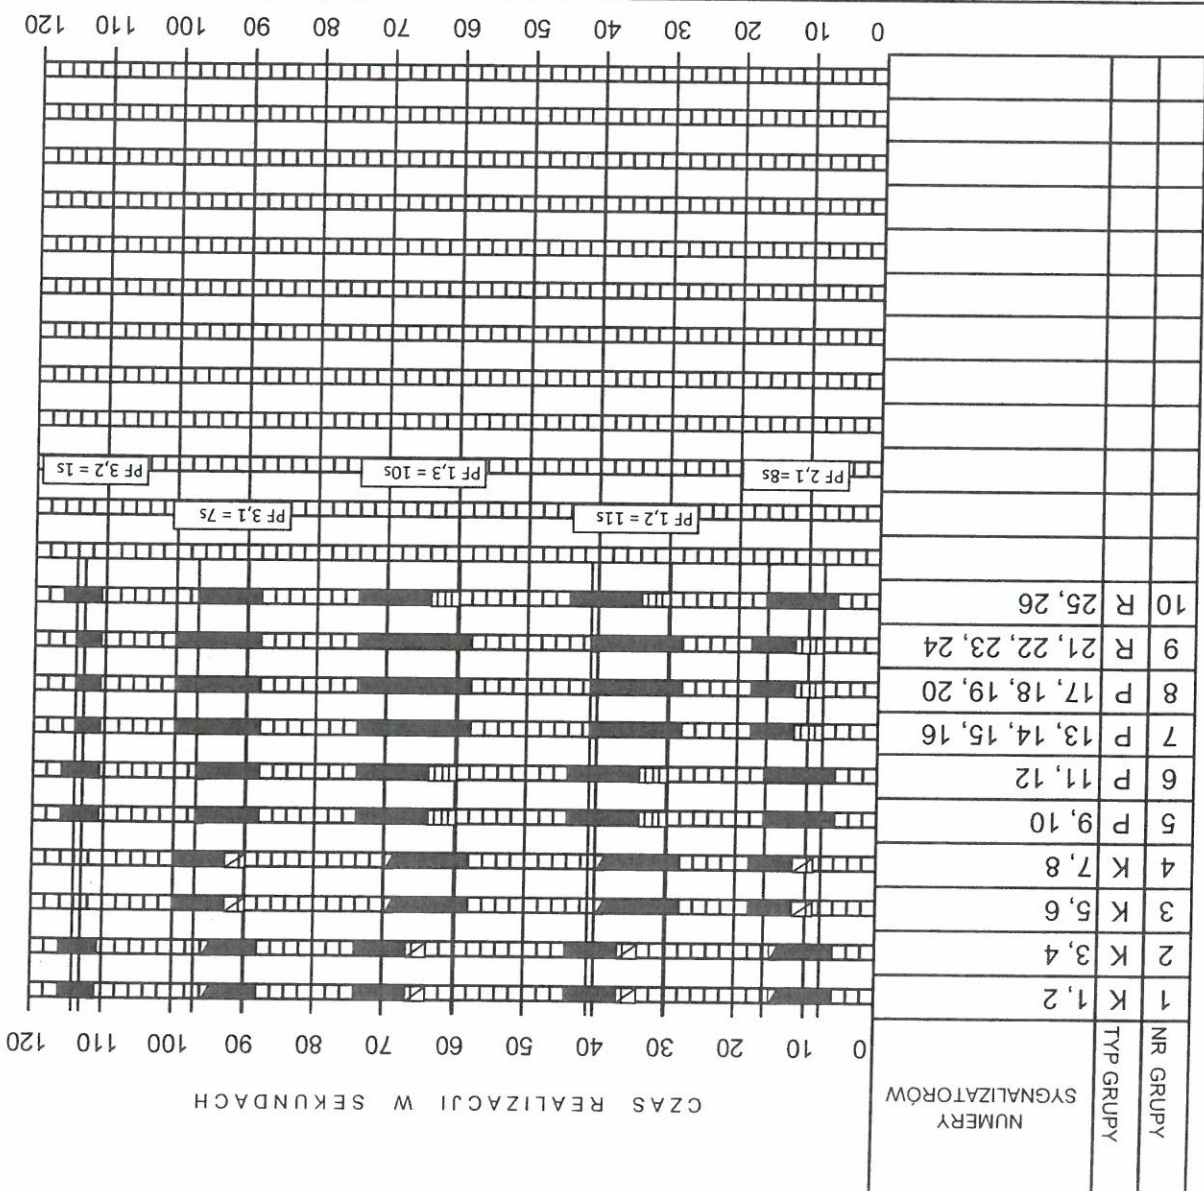 CZAS REALIZACJI W SEKUNDACH
NR GRUPY
TYP GRUPY
NUMERY
SYGNALIZATORÓW
0 10 20 30 40 50 60 70 80 90 100 110 120
1 K 1, 2
2 K 3, 4
3 K 5, 6
4 K 7, 8
5 P 9, 10
6 P 11, 12
7 P 13, 14, 15, 16
8 P 17, 18, 19, 20
9 R 21, 22, 23, 24
10 R 25, 26
PF 1,2 = 11s PF 3,1 = 7s
PF 2,1 =8s PF 1,3 = 10s PF 3,2 = 1s
0 10 20 30 40 50 60 70 80 90 100 110 120